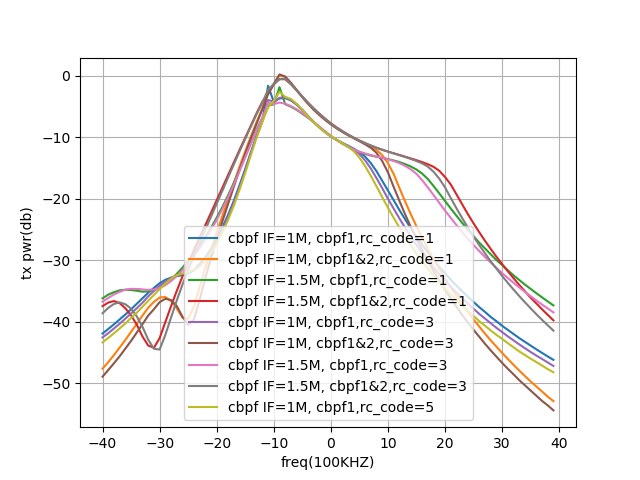 0
−10
−20
−30
−40
−50
tx pwr(db)
cbpf IF=1M, cbpf1,rc_code=1
cbpf IF=1M, cbpf1&2,rc_code=1
cbpf IF=1.5M, cbpf1,rc_code=1
cbpf IF=1.5M, cbpf1&2,rc_code=1
cbpf IF=1M, cbpf1,rc_code=3
cbpf IF=1M, cbpf1&2,rc_code=3
cbpf IF=1.5M, cbpf1,rc_code=3
cbpf IF=1.5M, cbpf1&2,rc_code=3
cbpf IF=1M, cbpf1,rc_code=5
−40 −30 −20 −10 0 10 20 30 40
freq(100KHZ)